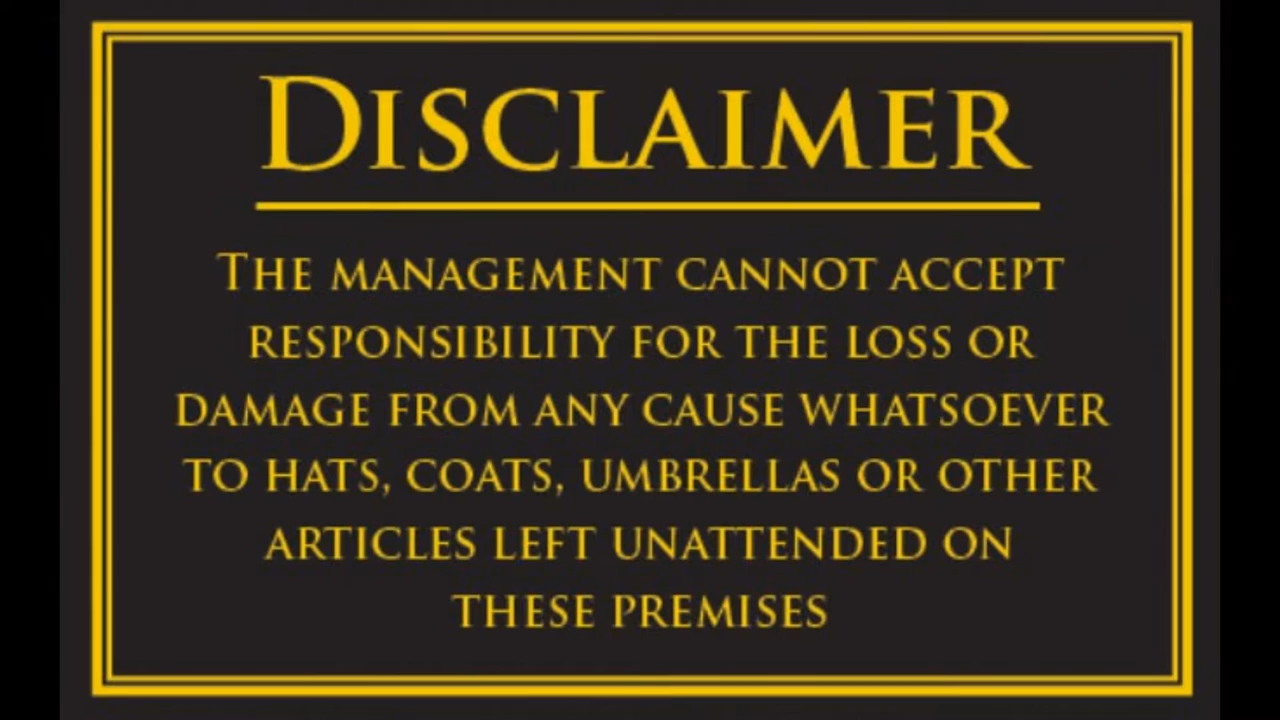 DISCLAIMER
THE MANAGEMENT CANNOT ACCEPT
RESPONSIBILITY FOR THE LOSS OR
DAMAGE FROM ANY CAUSE WHATSOEVER
TO HATS, COATS, UMBRELLAS OR OTHER
ARTICLES LEFT UNATTENDED ON
THESE PREMISES